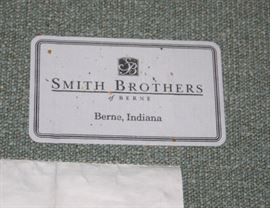 SB
SMITH BROTHERS
of BERNE
Berne, Indiana